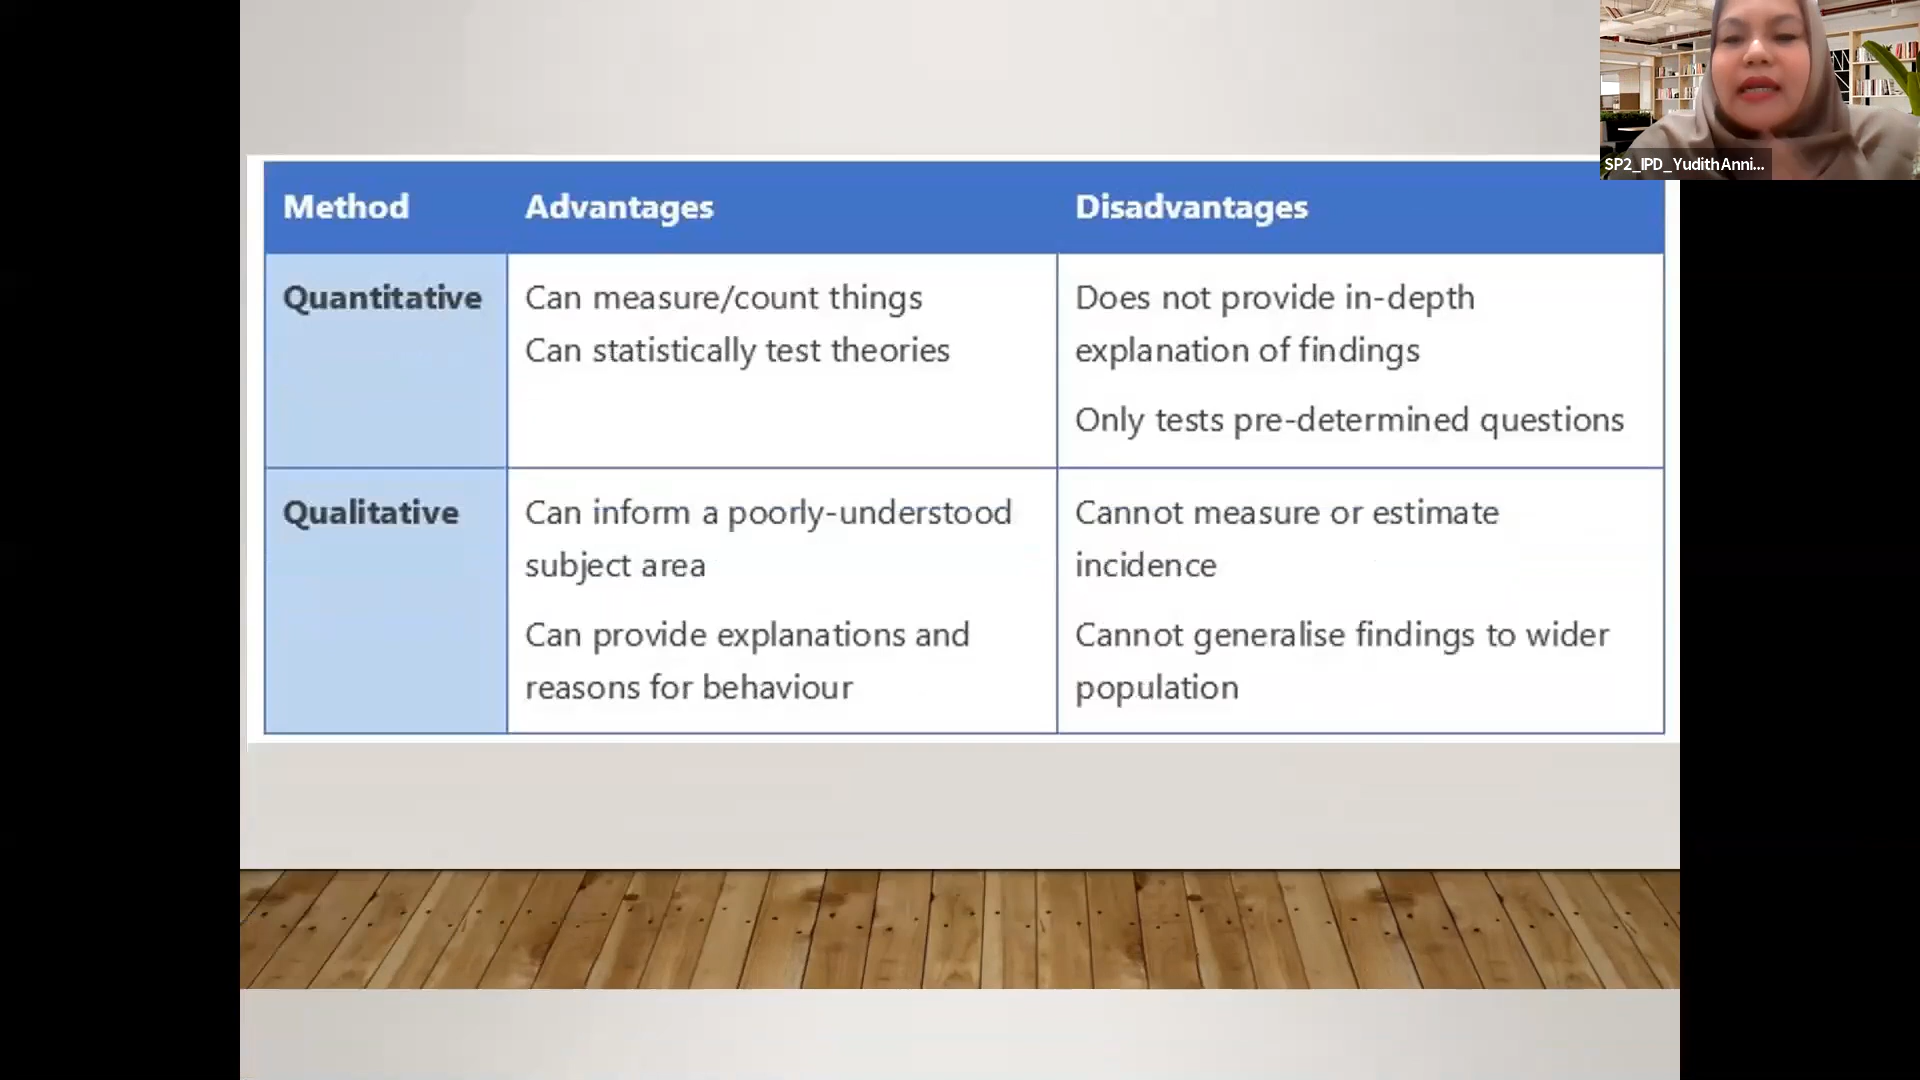 SP2_IPD_YudithAnni...
Method Advantages Disadvantages
Quantitative
Can measure/count things
Can statistically test theories
Does not provide in-depth
explanation of findings
Only tests pre-determined questions
Qualitative
Can inform a poorly-understood
subject area
Can provide explanations and
reasons for behaviour
Cannot measure or estimate
incidence
Cannot generalise findings to wider
population